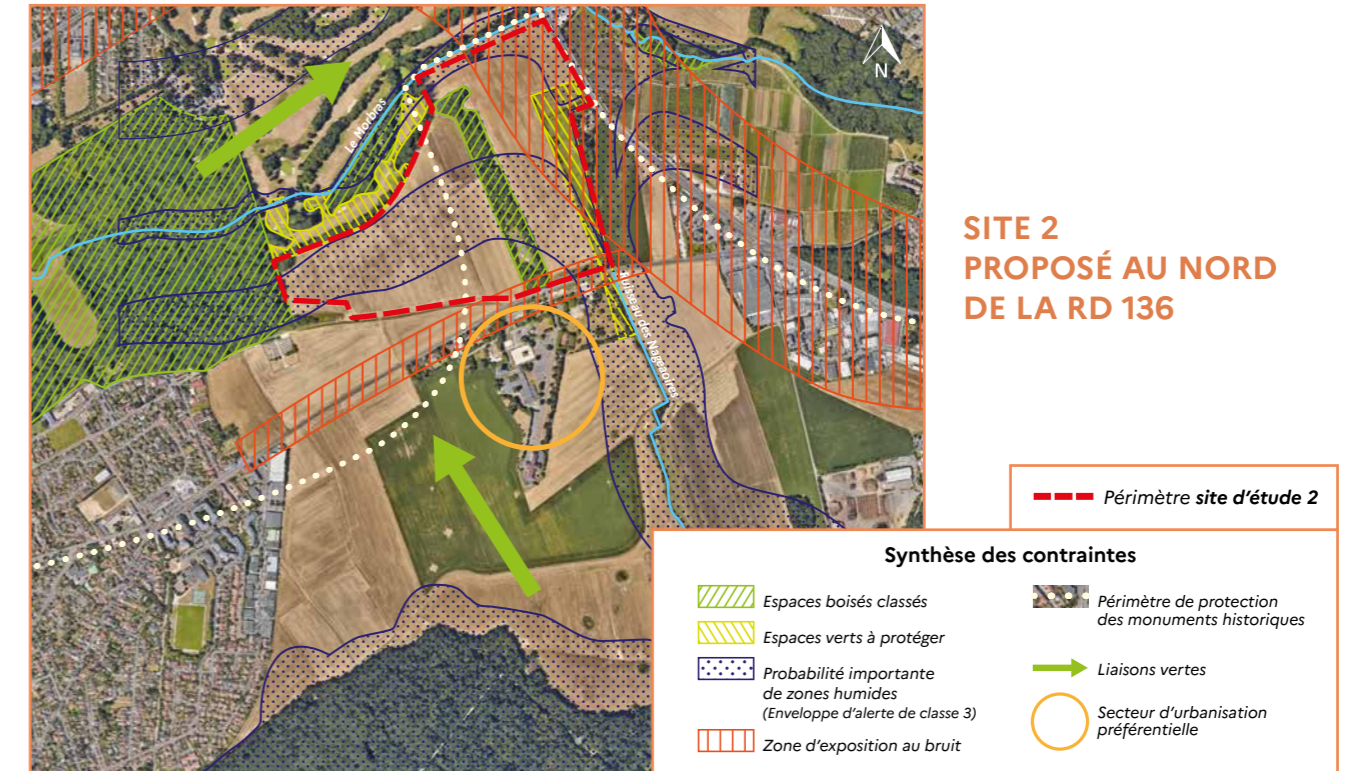 N
Le Morbras
Ruisseau des Nageoires
SITE 2
PROPOSÉ AU NORD
DE LA RD 136
Périmètre site d'étude 2
Synthèse des contraintes
Espaces boisés classés
Espaces verts à protéger
Probabilité importante
de zones humides
(Enveloppe d'alerte de classe 3)
Zone d'exposition au bruit
Périmètre de protection
des monuments historiques
Liaisons vertes
Secteur d'urbanisation
préférentielle